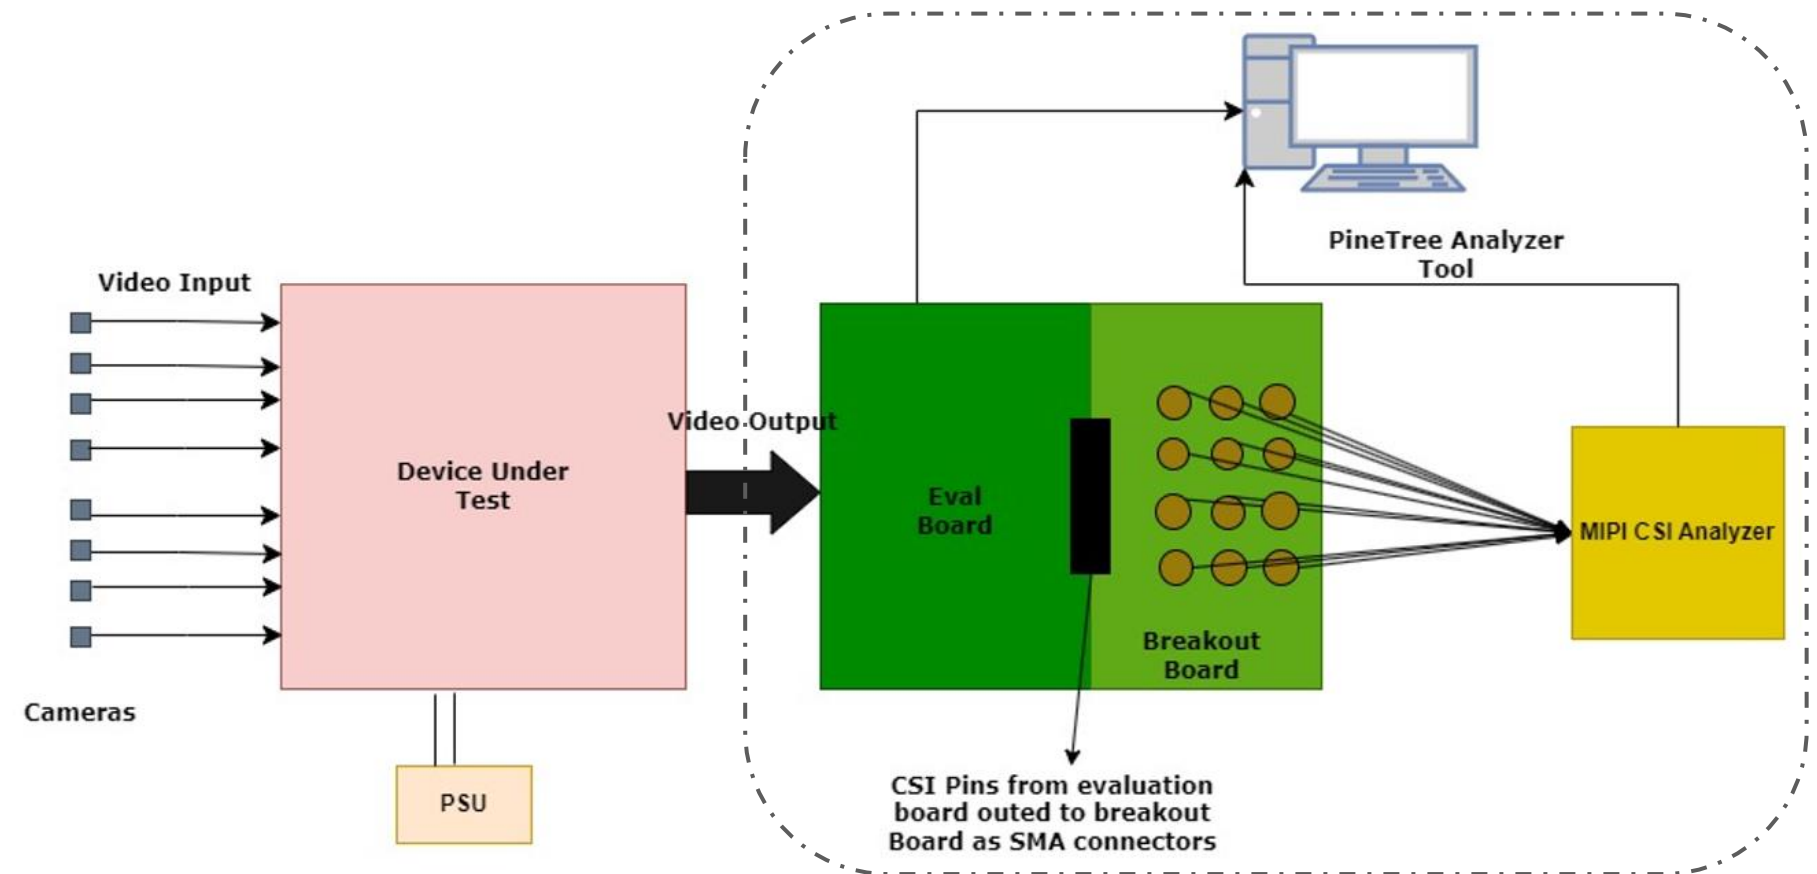 Video Input
Cameras
Device Under
Test
PSU
Video Output
Eval
Board
Breakout
Board
CSI Pins from evaluation
board outed to breakout
Board as SMA connectors
PineTree Analyzer
Tool
MIPI CSI Analyzer